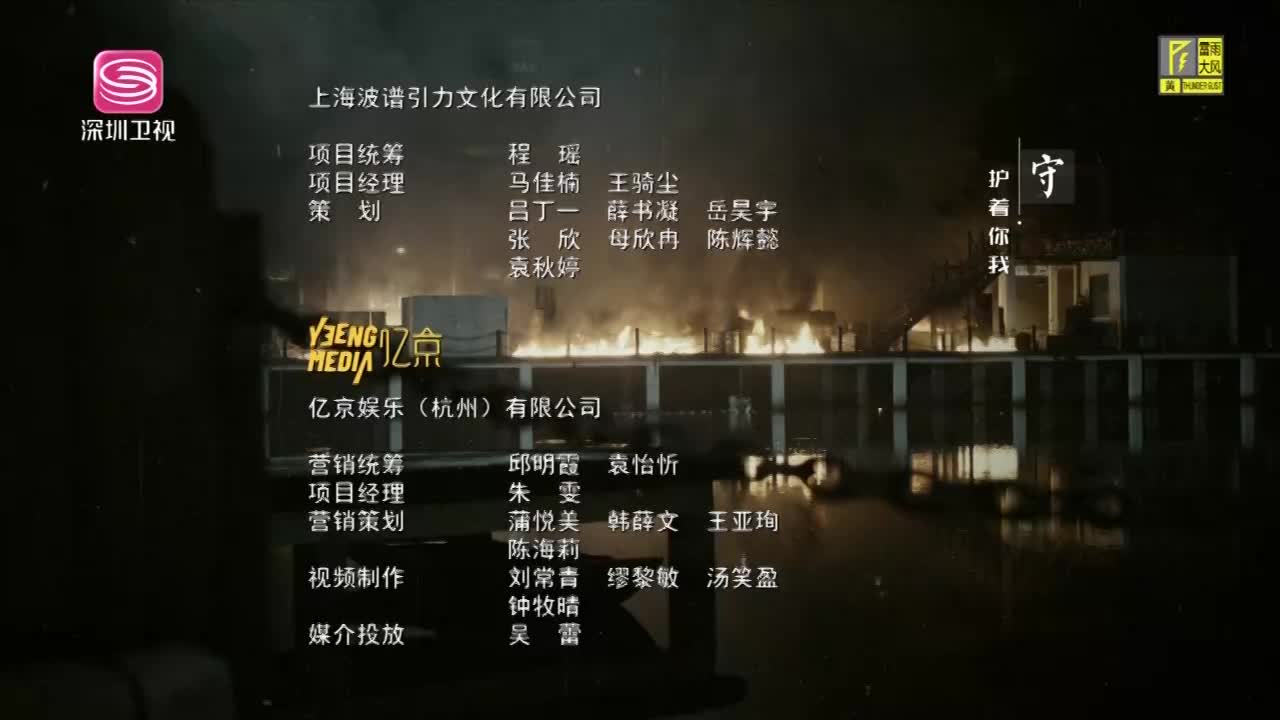 深圳卫视
雷雨
大风
黄 THUNDER GUST
守
护着你我
上海波谱引力文化有限公司
项目统筹 程 瑶
项目经理 马佳楠 王骑尘
策 划 吕丁一 薛书凝 岳昊宇
张 欣 母欣冉 陈辉懿
袁秋婷
YEENG MEDIA 亿京
亿京娱乐（杭州）有限公司
营销统筹 邱明霞 袁怡忻
项目经理 朱 雯
营销策划 蒲悦美 韩薛文 王亚珣
陈海莉
视频制作 刘常青 缪黎敏 汤笑盈
钟牧晴
媒介投放 吴 蕾